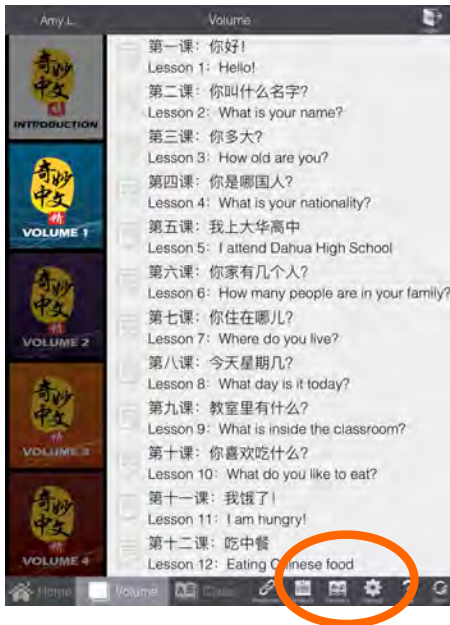 Amy L.
Volume
奇妙
中文
INTRODUCTION
奇妙
中文
精
VOLUME 1
奇妙
中文
精
VOLUME 2
奇妙
中文
精
VOLUME 3
奇妙
中文
精
VOLUME 4
第一课：你好!
Lesson 1：Hello!
第二课：你叫什么名字?
Lesson 2：What is your name?
第三课：你多大?
Lesson 3：How old are you?
第四课：你是哪国人?
Lesson 4：What is your nationality?
第五课：我上大华高中
Lesson 5：I attend Dahua High School
第六课：你家有几个人?
Lesson 6：How many people are in your family?
第七课：你住在哪儿?
Lesson 7：Where do you live?
第八课：今天星期几?
Lesson 8：What day is it today?
第九课：教室里有什么?
Lesson 9：What is inside the classroom?
第十课：你喜欢吃什么?
Lesson 10：What do you like to eat?
第十一课：我饿了!
Lesson 11：I am hungry!
第十二课：吃中餐
Lesson 12：Eating Chinese food
Home
Volume
Class